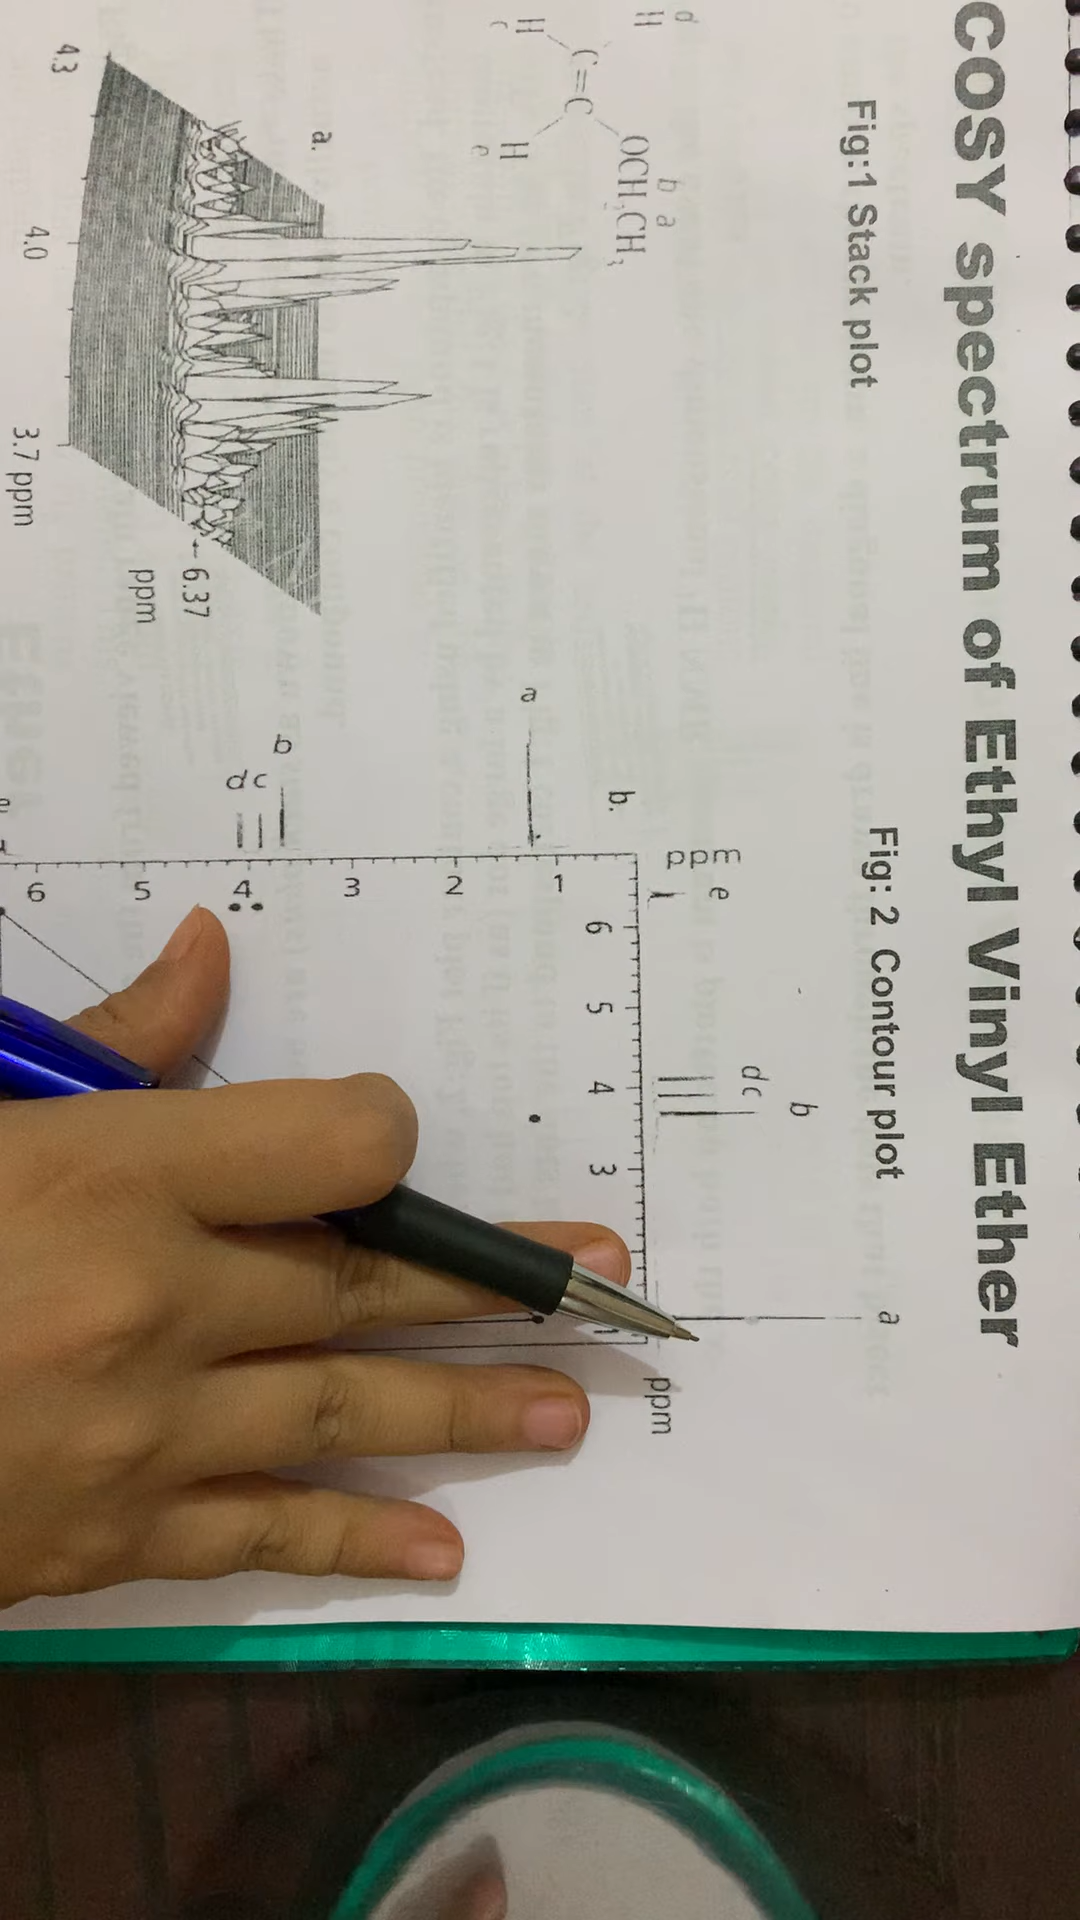 COSY spectrum of Ethyl Vinyl Ether
Fig:1 Stack plot
Fig: 2 Contour plot
d
H
b a
OCH₂CH₃
C=C
H
c
H
e
a.
4.3
4.0
3.7 ppm
←6.37
ppm
b.
a
b
d c
e
ppm
6 5 4 3 1
ppm
a
1
2
3
4
5
6
b
c
d